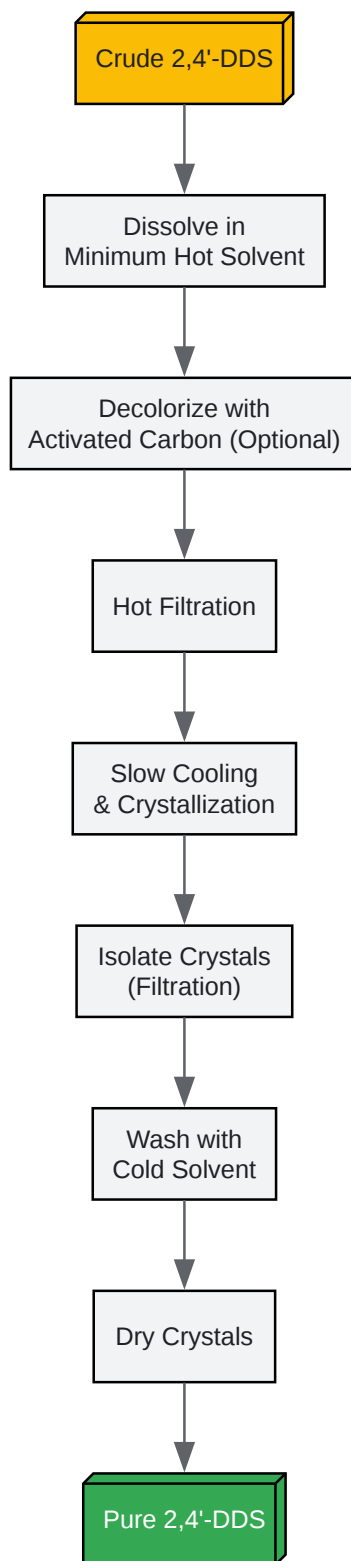 Crude 2,4'-DDS
Dissolve in
Minimum Hot Solvent
Decolorize with
Activated Carbon (Optional)
Hot Filtration
Slow Cooling
& Crystallization
Isolate Crystals
(Filtration)
Wash with
Cold Solvent
Dry Crystals
Pure 2,4'-DDS